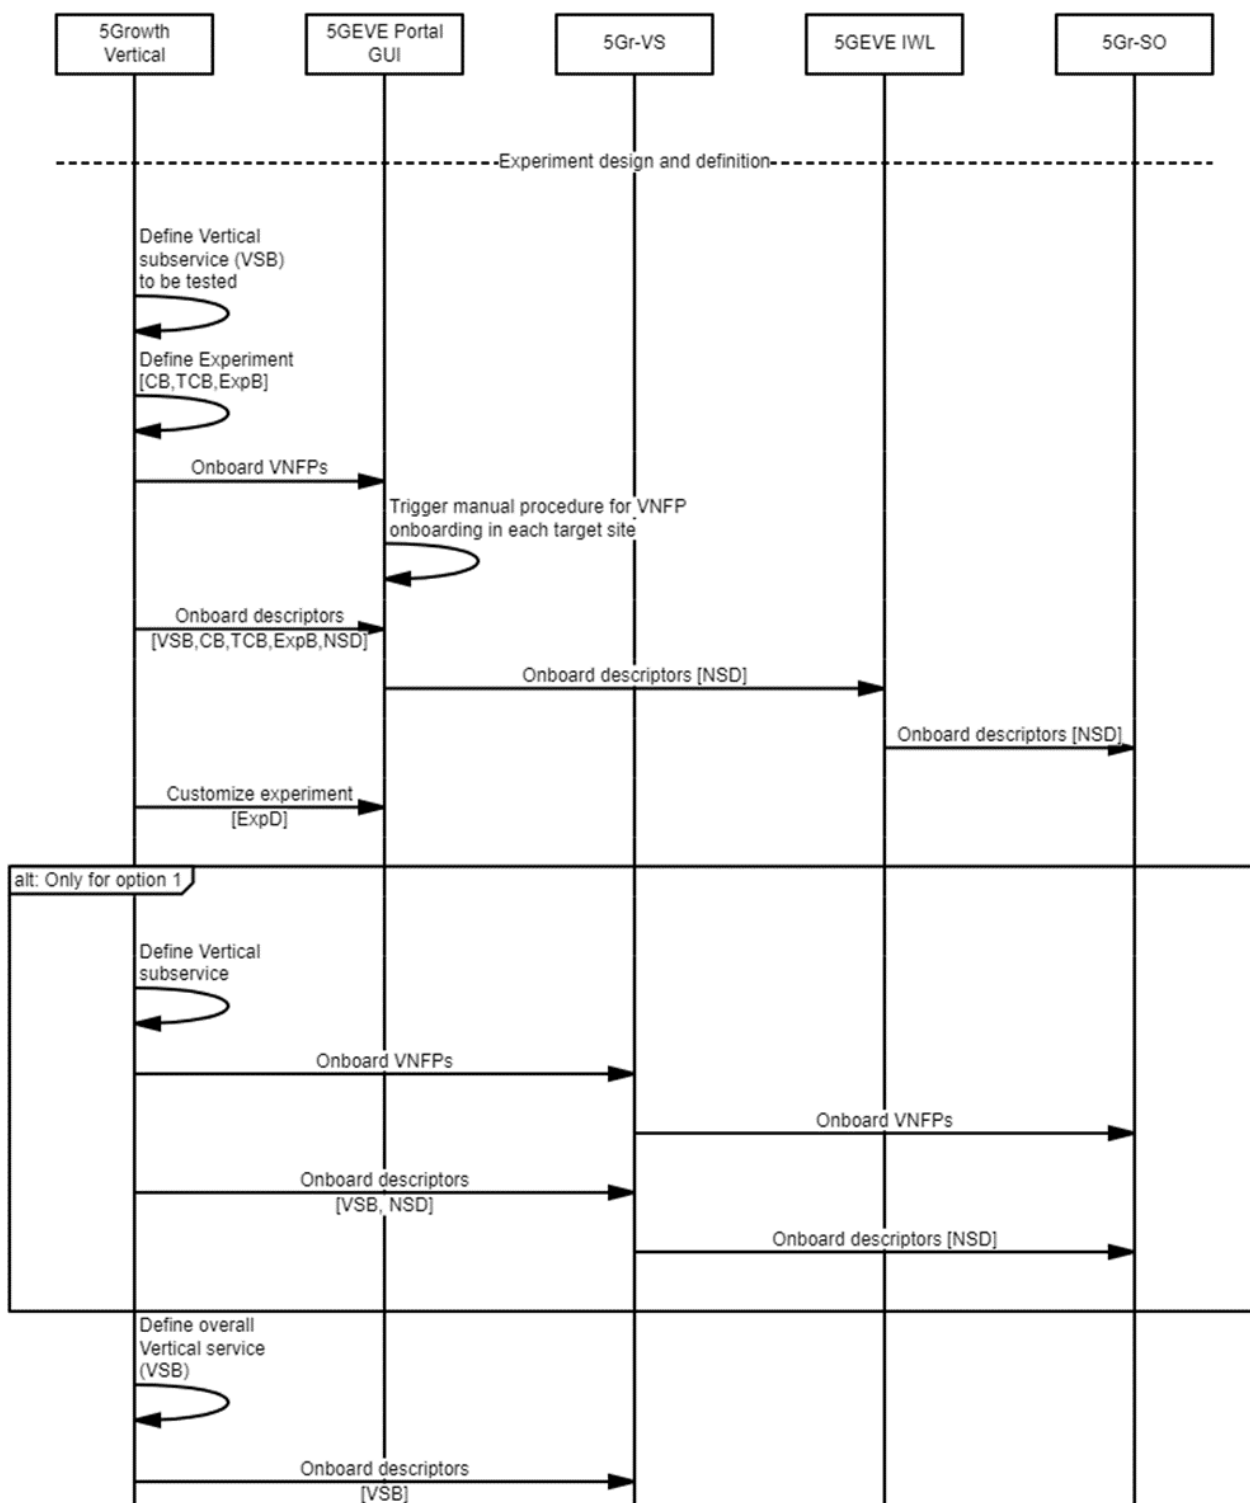 5Growth
Vertical
5GEVE Portal
GUI
5Gr-VS
5GEVE IWL
5Gr-SO
Experiment design and definition
Define Vertical
subservice (VSB)
to be tested
Define Experiment
[CB,TCB,ExpB]
Onboard VNFPs
Trigger manual procedure for VNFP
onboarding in each target site
Onboard descriptors
[VSB,CB,TCB,ExpB,NSD]
Onboard descriptors [NSD]
Onboard descriptors [NSD]
Customize experiment
[ExpD]
alt: Only for option 1
Define Vertical
subservice
Onboard VNFPs
Onboard VNFPs
Onboard descriptors
[VSB, NSD]
Onboard descriptors [NSD]
Define overall
Vertical service
(VSB)
Onboard descriptors
[VSB]